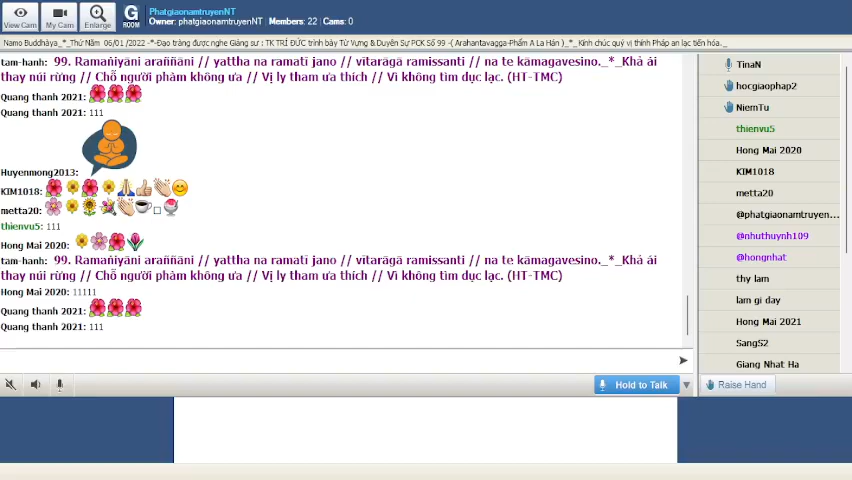 View Cam
My Cam
Enlarge
G
ROOM
PhatgiaonamtruyenNT
Owner: phatgiaonamtruyenNT | Members: 22 | Cams: 0
Namo Buddhāya_*_Thứ Năm 06/01/2022 -*-Đạo tràng được nghe Giảng sư : TK TRÍ ĐỨC trình bày Từ Vựng & Duyên Sự PCK Số 99 -( Arahantavagga-Phẩm A La Hán )_*_ Kính chúc quý vị thính Pháp an lạc tiến hóa._
tam-hanh: 99. Ramaṇīyāni araññāni // yattha na ramatī jano // vītarāgā ramissanti // na te kāmagavesino._*_Khả ái
thay núi rừng // Chỗ người phàm không ưa // Vị ly tham ưa thích // Vì không tìm dục lạc. (HT-TMC)
Quang thanh 2021:
Quang thanh 2021: 111
Huyenmong2013:
KIM1018:
metta20:
thienvu5: 111
Hong Mai 2020:
tam-hanh: 99. Ramaṇīyāni araññāni // yattha na ramatī jano // vītarāgā ramissanti // na te kāmagavesino._*_Khả ái
thay núi rừng // Chỗ người phàm không ưa // Vị ly tham ưa thích // Vì không tìm dục lạc. (HT-TMC)
Hong Mai 2020: 11111
Quang thanh 2021:
Quang thanh 2021: 111
Hold to Talk
TinaN
hocgiaophap2
NiemTu
thienvu5
Hong Mai 2020
KIM1018
metta20
@phatgiaonamtruyen...
@nhuthuynh109
@hongnhat
thy lam
lam gi day
Hong Mai 2021
SangS2
Giang Nhat Ha
Raise Hand